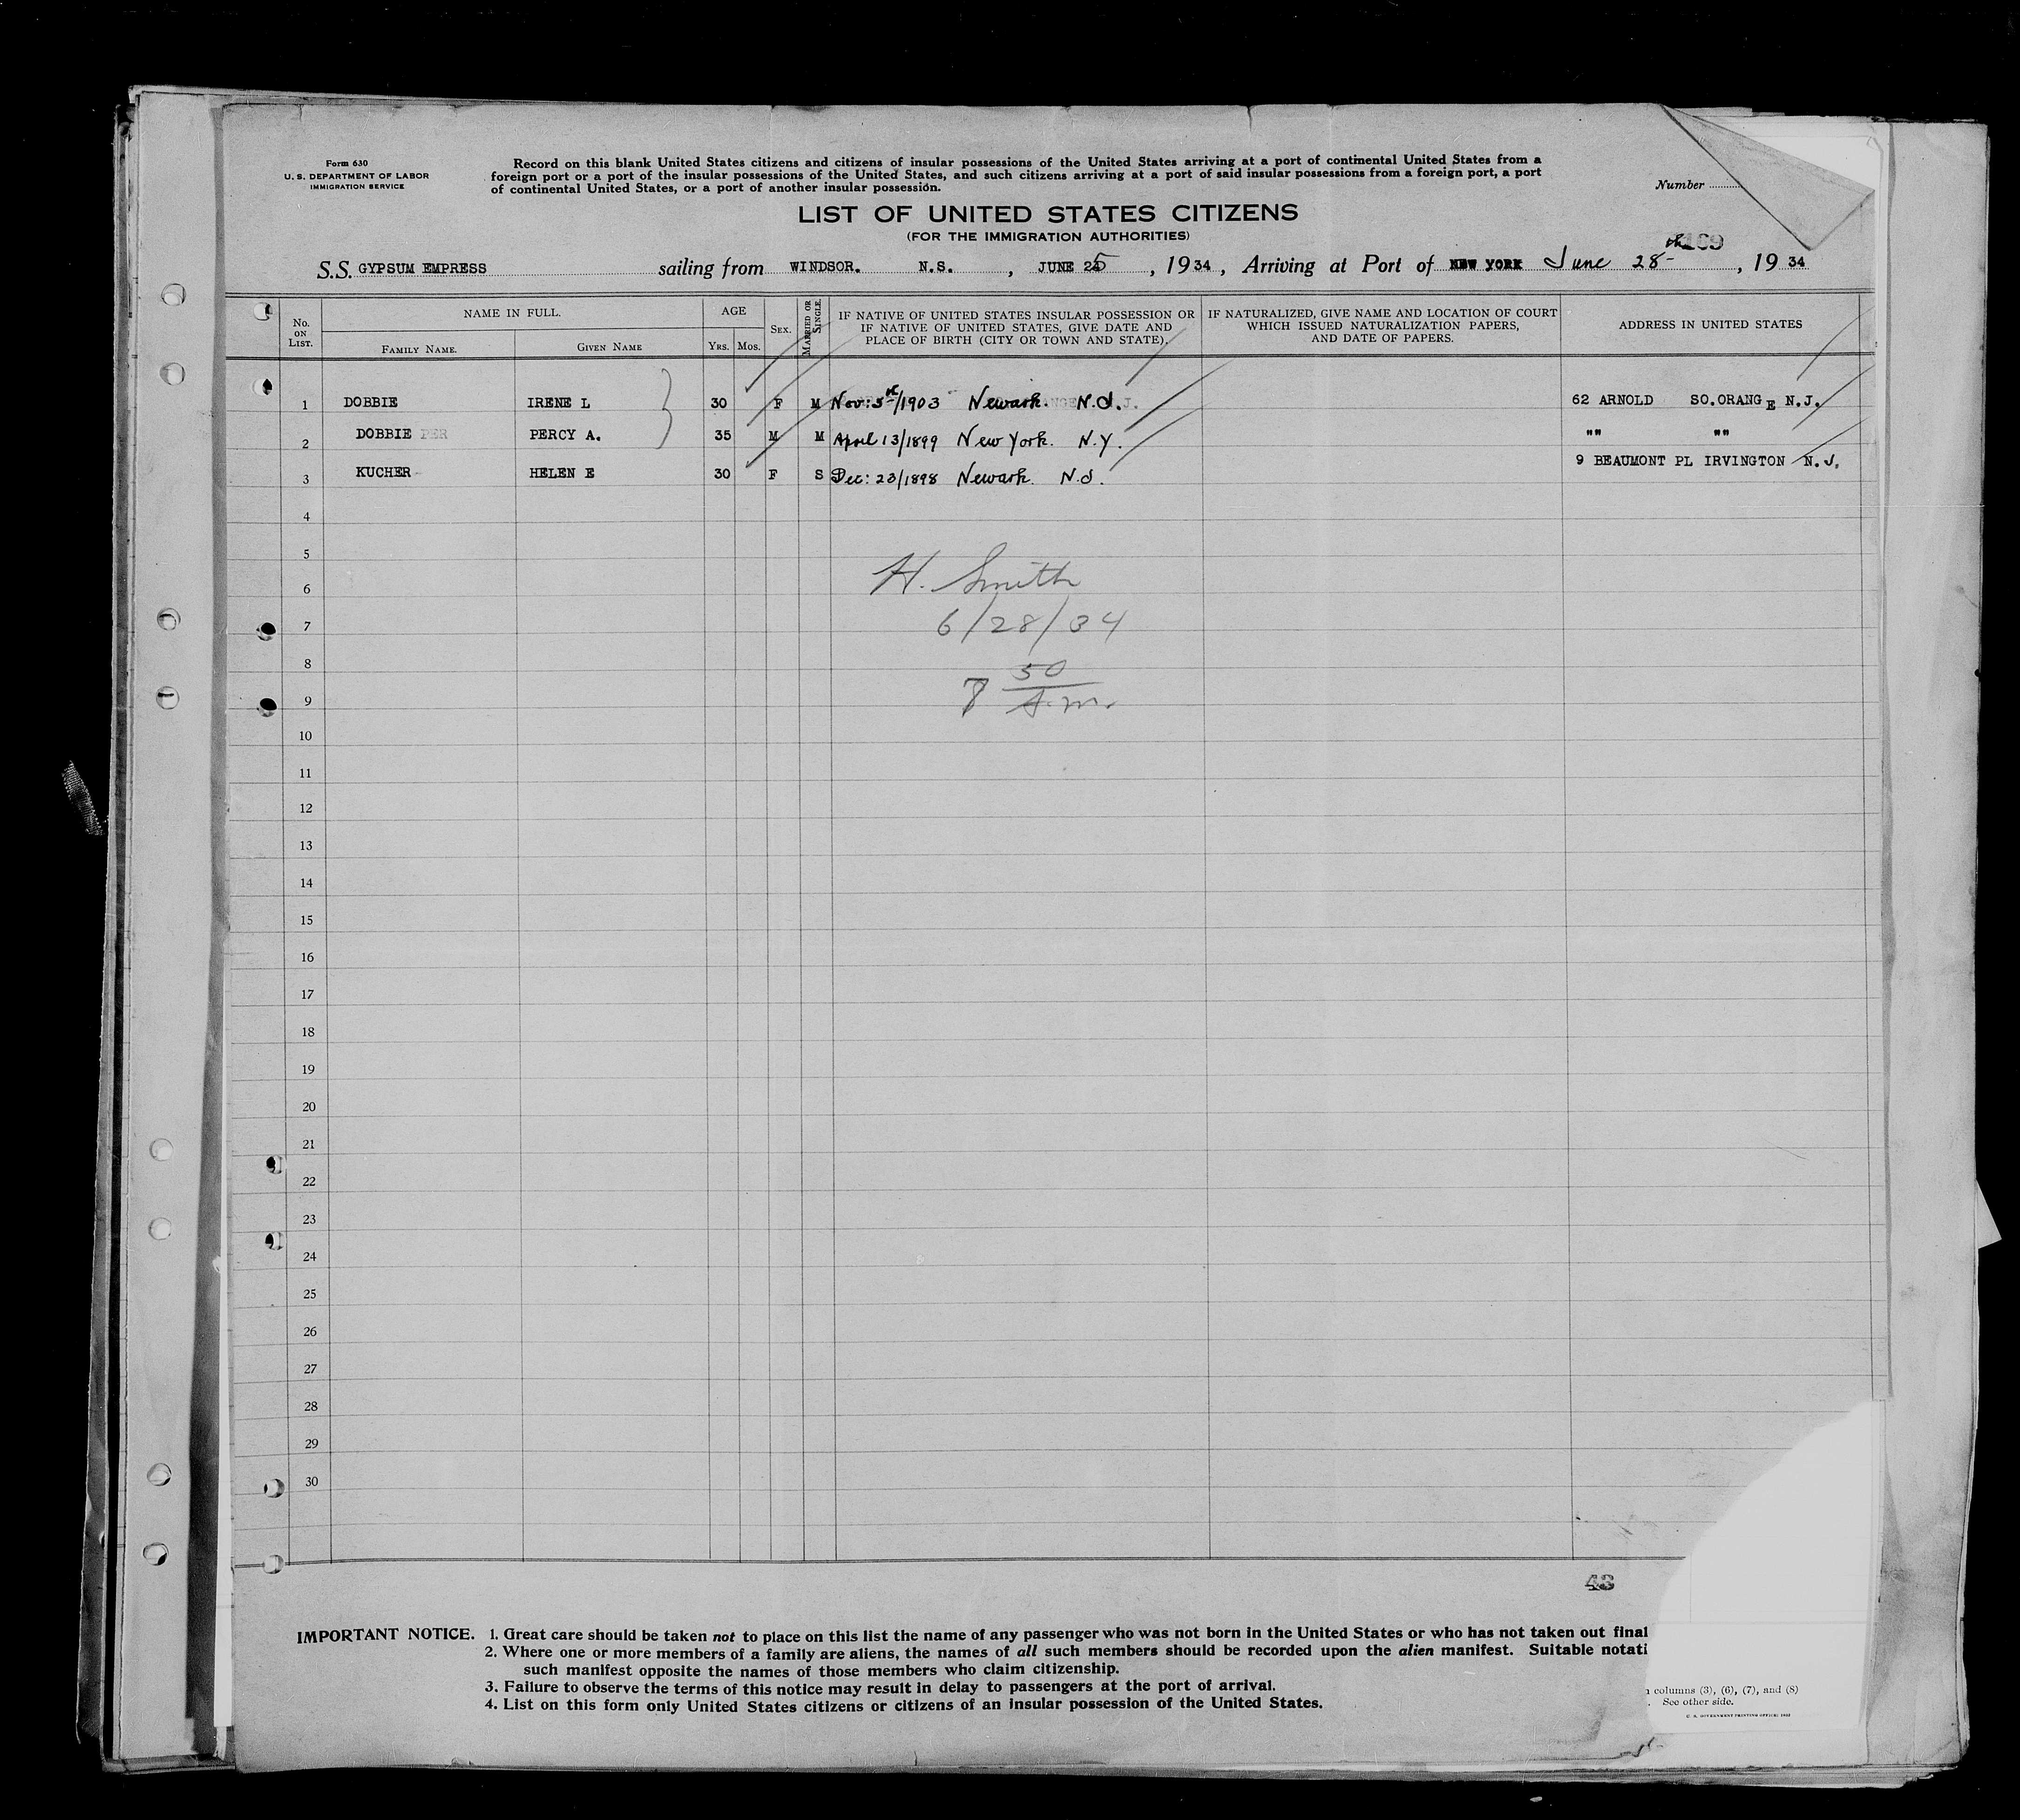 Form 630
U. S. DEPARTMENT OF LABOR
IMMIGRATION SERVICE
Record on this blank United States citizens and citizens of insular possessions of the United States arriving at a port of continental United States from a
foreign port or a port of the insular possessions of the United States, and such citizens arriving at a port of said insular possessions from a foreign port, a port
of continental United States, or a port of another insular possession.
Number
LIST OF UNITED STATES CITIZENS
(FOR THE IMMIGRATION AUTHORITIES)
S.S. GYPSUM EMPRESS sailing from WINDSOR. N.S. , JUNE 25 , 1934 , Arriving at Port of NEW YORK June 28th , 1934
No. ON LIST.
NAME IN FULL.
FAMILY NAME.
GIVEN NAME
AGE
YRS. MOS.
SEX.
MARRIED OR SINGLE.
IF NATIVE OF UNITED STATES INSULAR POSSESSION OR
IF NATIVE OF UNITED STATES, GIVE DATE AND
PLACE OF BIRTH (CITY OR TOWN AND STATE).
IF NATURALIZED, GIVE NAME AND LOCATION OF COURT
WHICH ISSUED NATURALIZATION PAPERS,
AND DATE OF PAPERS.
ADDRESS IN UNITED STATES
1 DOBBIE IRENE L 30 F M Nov: 5th/1903 Newark. N.J. 62 ARNOLD SO.ORANGE N.J.
2 DOBBIE PER PERCY A. 35 M M April 13/1899 New York. N.Y. "" ""
3 KUCHER HELEN E 30 F S Dec: 23/1898 Newark. N.J. 9 BEAUMONT PL IRVINGTON N.J.
4
5
H. Smith
6
6/28/34
7
8
7 50 A.m.
9
10
11
12
13
14
15
16
17
18
19
20
21
22
23
24
25
26
27
28
29
30
43
IMPORTANT NOTICE. 1. Great care should be taken not to place on this list the name of any passenger who was not born in the United States or who has not taken out final
2. Where one or more members of a family are aliens, the names of all such members should be recorded upon the alien manifest. Suitable notati
such manifest opposite the names of those members who claim citizenship.
3. Failure to observe the terms of this notice may result in delay to passengers at the port of arrival.
4. List on this form only United States citizens or citizens of an insular possession of the United States.
columns (3), (6), (7), and (8)
. See other side.